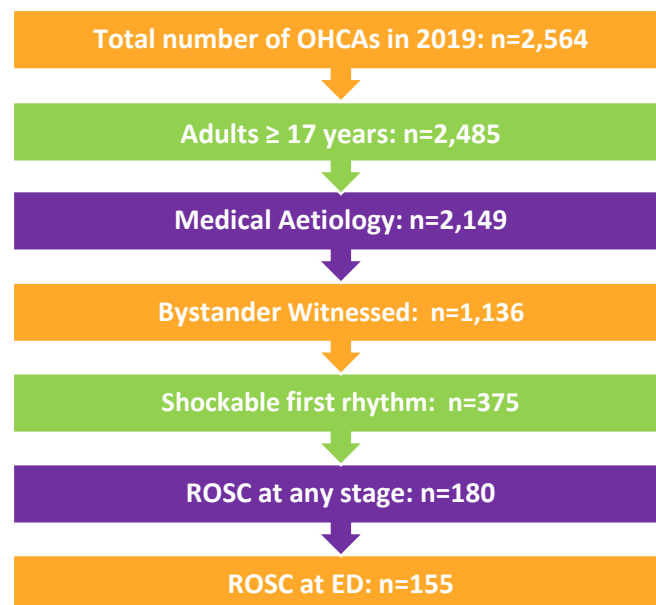 Total number of OHCAs in 2019: n=2,564
Adults ≥ 17 years: n=2,485
Medical Aetiology: n=2,149
Bystander Witnessed:  n=1,136
Shockable first rhythm:  n=375
ROSC at any stage: n=180
ROSC at ED: n=155